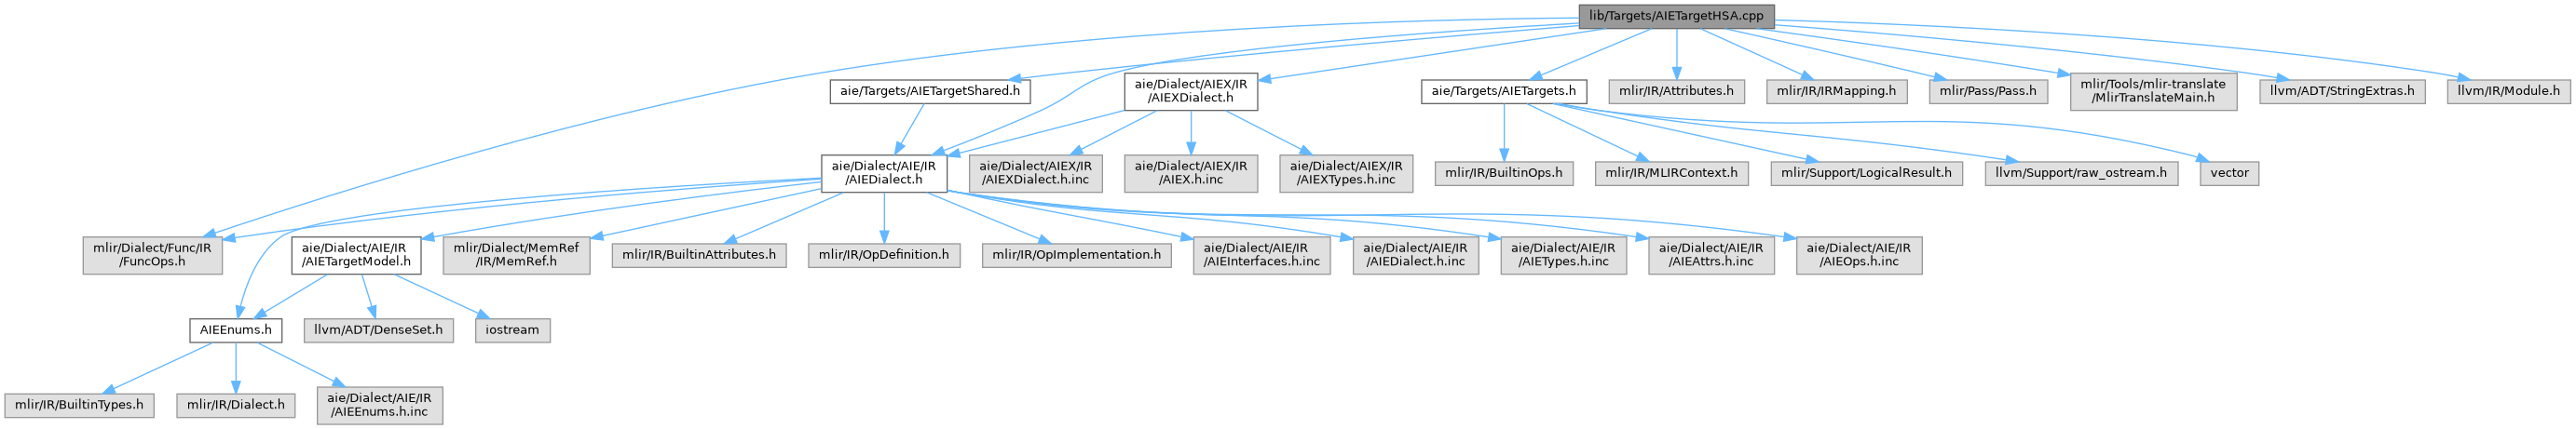 lib/Targets/AIETargetHSA.cpp
aie/Targets/AIETargetShared.h
aie/Dialect/AIEX/IR
/AIEXDialect.h
aie/Targets/AIETargets.h
mlir/IR/Attributes.h
mlir/IR/IRMapping.h
mlir/Pass/Pass.h
mlir/Tools/mlir-translate
/MlirTranslateMain.h
llvm/ADT/StringExtras.h
llvm/IR/Module.h
aie/Dialect/AIE/IR
/AIEDialect.h
aie/Dialect/AIEX/IR
/AIEXDialect.h.inc
aie/Dialect/AIEX/IR
/AIEX.h.inc
aie/Dialect/AIEX/IR
/AIEXTypes.h.inc
mlir/IR/BuiltinOps.h
mlir/IR/MLIRContext.h
mlir/Support/LogicalResult.h
llvm/Support/raw_ostream.h
vector
mlir/Dialect/Func/IR
/FuncOps.h
aie/Dialect/AIE/IR
/AIETargetModel.h
mlir/Dialect/MemRef
/IR/MemRef.h
mlir/IR/BuiltinAttributes.h
mlir/IR/OpDefinition.h
mlir/IR/OpImplementation.h
aie/Dialect/AIE/IR
/AIEInterfaces.h.inc
aie/Dialect/AIE/IR
/AIEDialect.h.inc
aie/Dialect/AIE/IR
/AIETypes.h.inc
aie/Dialect/AIE/IR
/AIEAttrs.h.inc
aie/Dialect/AIE/IR
/AIEOps.h.inc
AIEEnums.h
llvm/ADT/DenseSet.h
iostream
mlir/IR/BuiltinTypes.h
mlir/IR/Dialect.h
aie/Dialect/AIE/IR
/AIEEnums.h.inc